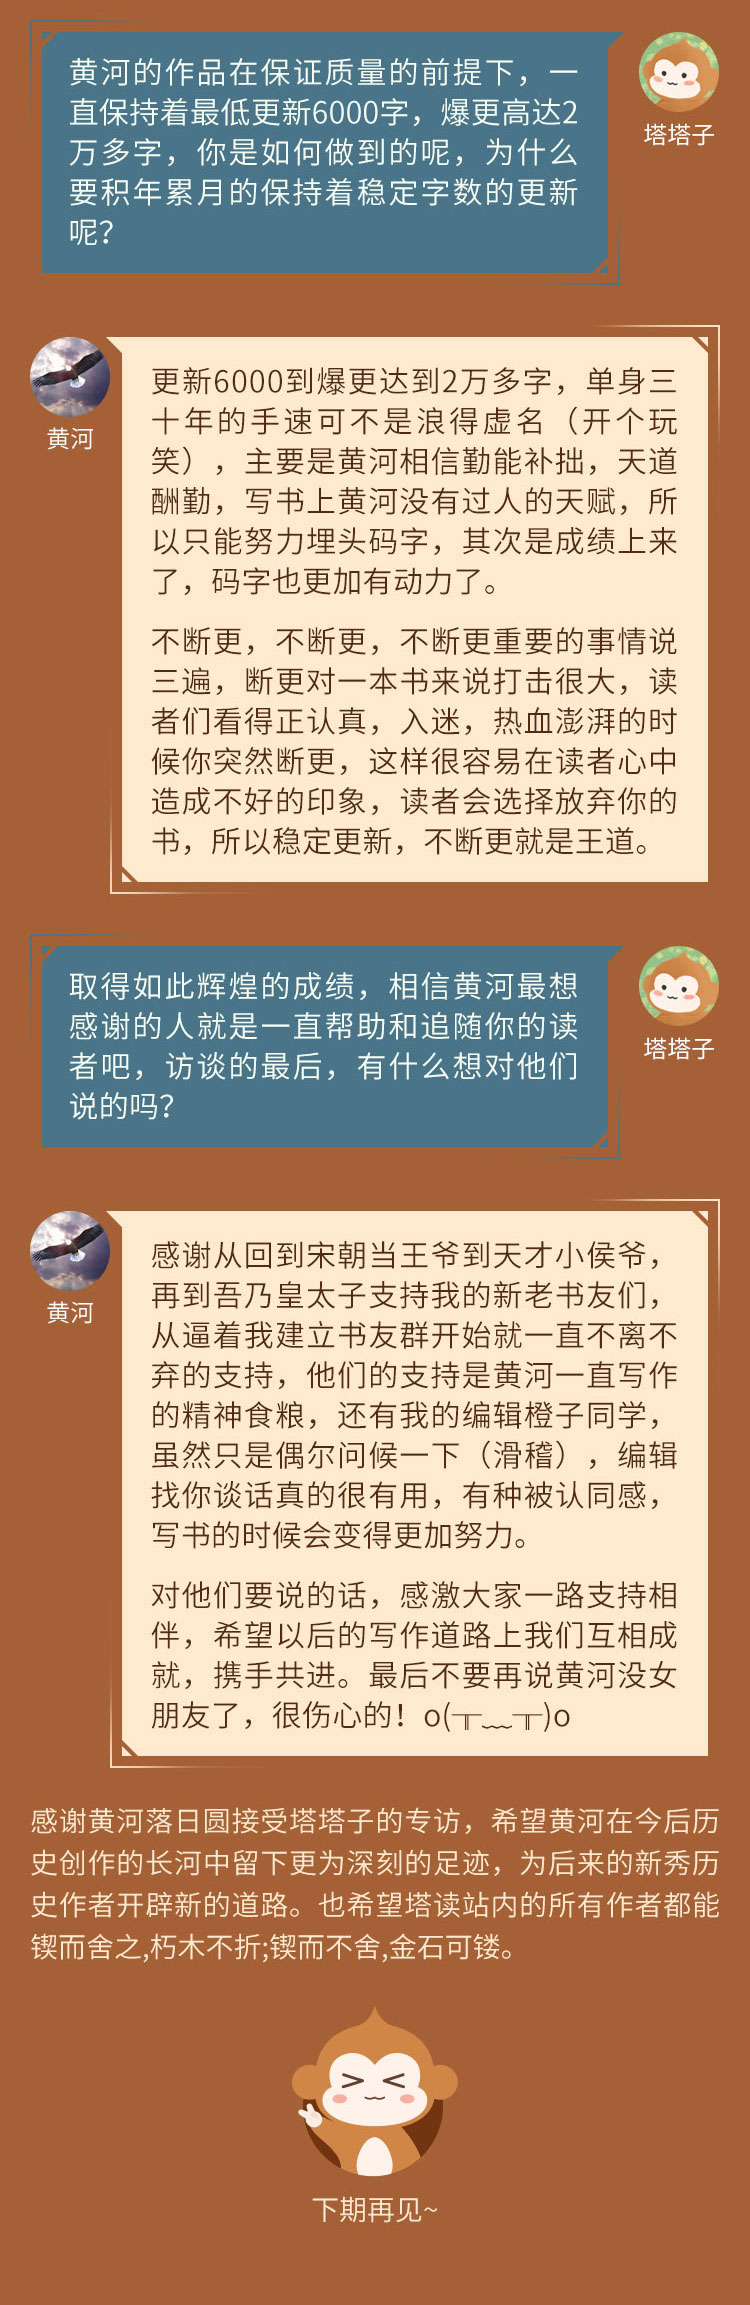 黄河的作品在保证质量的前提下，一
直保持着最低更新6000字，爆更高达2
万多字，你是如何做到的呢，为什么
要积年累月的保持着稳定字数的更新
呢？
塔塔子
黄河
更新6000到爆更达到2万多字，单身三
十年的手速可不是浪得虚名（开个玩
笑），主要是黄河相信勤能补拙，天道
酬勤，写书上黄河没有过人的天赋，所
以只能努力埋头码字，其次是成绩上来
了，码字也更加有动力了。
不断更，不断更，不断更重要的事情说
三遍，断更对一本书来说打击很大，读
者们看得正认真，入迷，热血澎湃的时
候你突然断更，这样很容易在读者心中
造成不好的印象，读者会选择放弃你的
书，所以稳定更新，不断更就是王道。
取得如此辉煌的成绩，相信黄河最想
感谢的人就是一直帮助和追随你的读
者吧，访谈的最后，有什么想对他们
说的吗？
塔塔子
黄河
感谢从回到宋朝当王爷到天才小侯爷，
再到吾乃皇太子支持我的新老书友们，
从逼着我建立书友群开始就一直不离不
弃的支持，他们的支持是黄河一直写作
的精神食粮，还有我的编辑橙子同学，
虽然只是偶尔问候一下（滑稽），编辑
找你谈话真的很有用，有种被认同感，
写书的时候会变得更加努力。
对他们要说的话，感激大家一路支持相
伴，希望以后的写作道路上我们互相成
就，携手共进。最后不要再说黄河没女
朋友了，很伤心的！o(╥﹏╥)o
感谢黄河落日圆接受塔塔子的专访，希望黄河在今后历
史创作的长河中留下更为深刻的足迹，为后来的新秀历
史作者开辟新的道路。也希望塔读站内的所有作者都能
锲而舍之,朽木不折;锲而不舍,金石可镂。
下期再见~